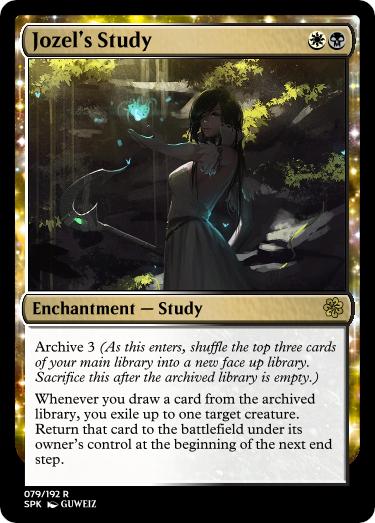 Jozel's Study
Enchantment — Study
Archive 3 (As this enters, shuffle the top three cards
of your main library into a new face up library.
Sacrifice this after the archived library is empty.)
Whenever you draw a card from the archived
library, you exile up to one target creature.
Return that card to the battlefield under its
owner's control at the beginning of the next end
step.
079/192 R
SPK GUWEIZ